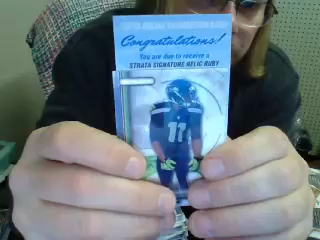 Congratulations!
You are due to receive a
STRATA SIGNATURE RELIC RUBY